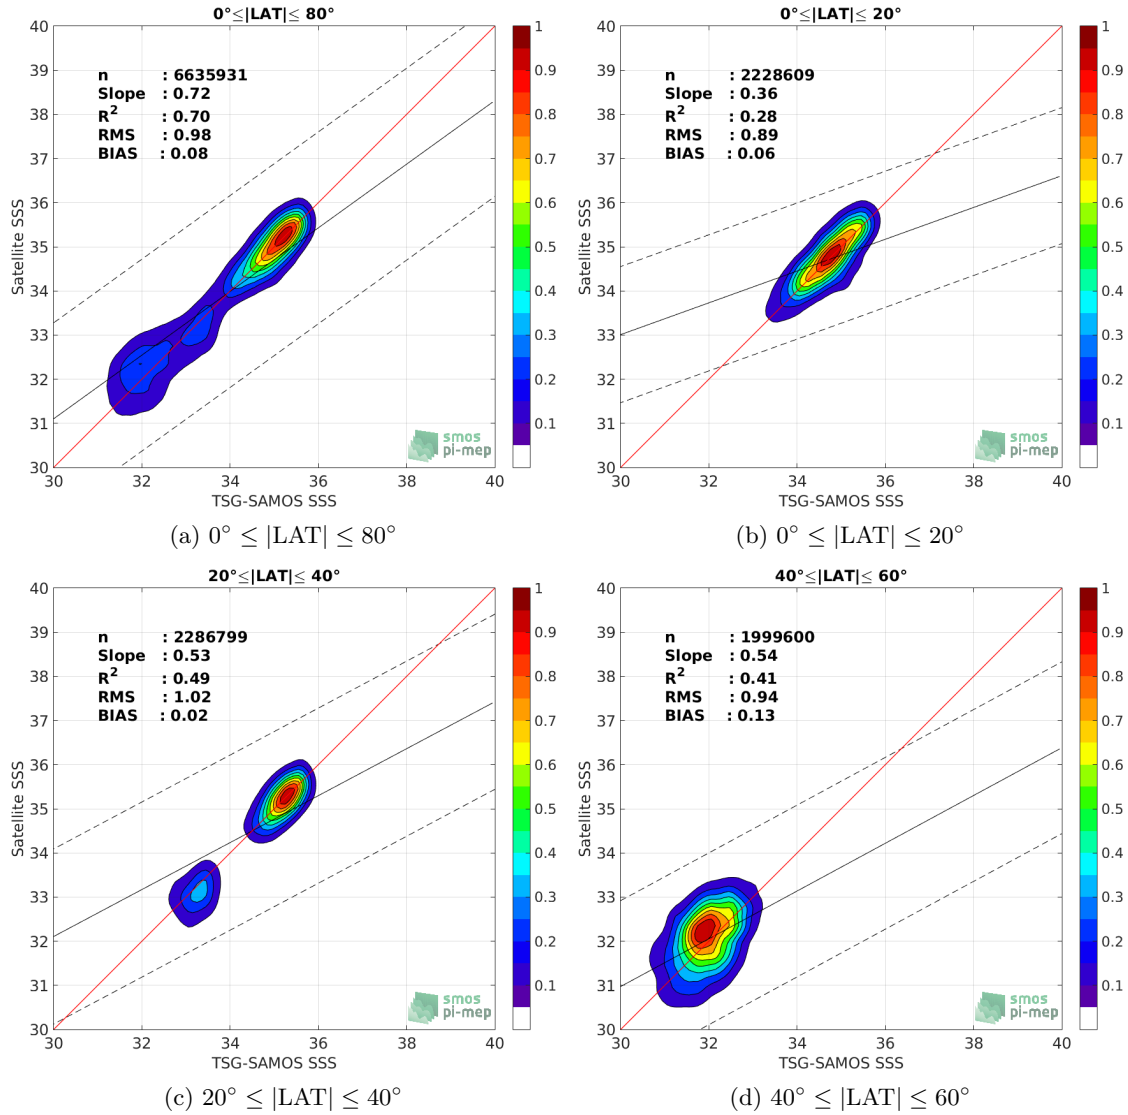 0°≤|LAT|≤ 80°
n : 6635931
Slope : 0.72
R2 : 0.70
RMS : 0.98
BIAS : 0.08
40
39
38
37
36
35
34
33
32
31
30
Satellite SSS
30 32 34 36 38 40
TSG-SAMOS SSS
smos
pi-mep
1
0.9
0.8
0.7
0.6
0.5
0.4
0.3
0.2
0.1
(a) 0° ≤ |LAT| ≤ 80°
0°≤|LAT|≤ 20°
n : 2228609
Slope : 0.36
R2 : 0.28
RMS : 0.89
BIAS : 0.06
40
39
38
37
36
35
34
33
32
31
30
Satellite SSS
30 32 34 36 38 40
TSG-SAMOS SSS
smos
pi-mep
1
0.9
0.8
0.7
0.6
0.5
0.4
0.3
0.2
0.1
(b) 0° ≤ |LAT| ≤ 20°
20°≤|LAT|≤ 40°
n : 2286799
Slope : 0.53
R2 : 0.49
RMS : 1.02
BIAS : 0.02
40
39
38
37
36
35
34
33
32
31
30
Satellite SSS
30 32 34 36 38 40
TSG-SAMOS SSS
smos
pi-mep
1
0.9
0.8
0.7
0.6
0.5
0.4
0.3
0.2
0.1
(c) 20° ≤ |LAT| ≤ 40°
40°≤|LAT|≤ 60°
n : 1999600
Slope : 0.54
R2 : 0.41
RMS : 0.94
BIAS : 0.13
40
39
38
37
36
35
34
33
32
31
30
Satellite SSS
30 32 34 36 38 40
TSG-SAMOS SSS
smos
pi-mep
1
0.9
0.8
0.7
0.6
0.5
0.4
0.3
0.2
0.1
(d) 40° ≤ |LAT| ≤ 60°